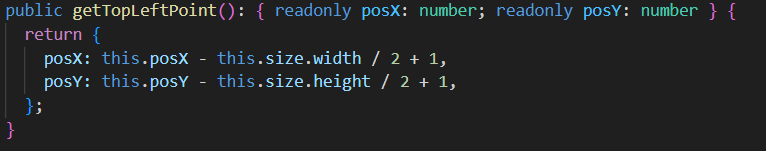 public getTopLeftPoint(): { readonly posX: number; readonly posY: number } {
  return {
    posX: this.posX - this.size.width / 2 + 1,
    posY: this.posY - this.size.height / 2 + 1,
  };
}